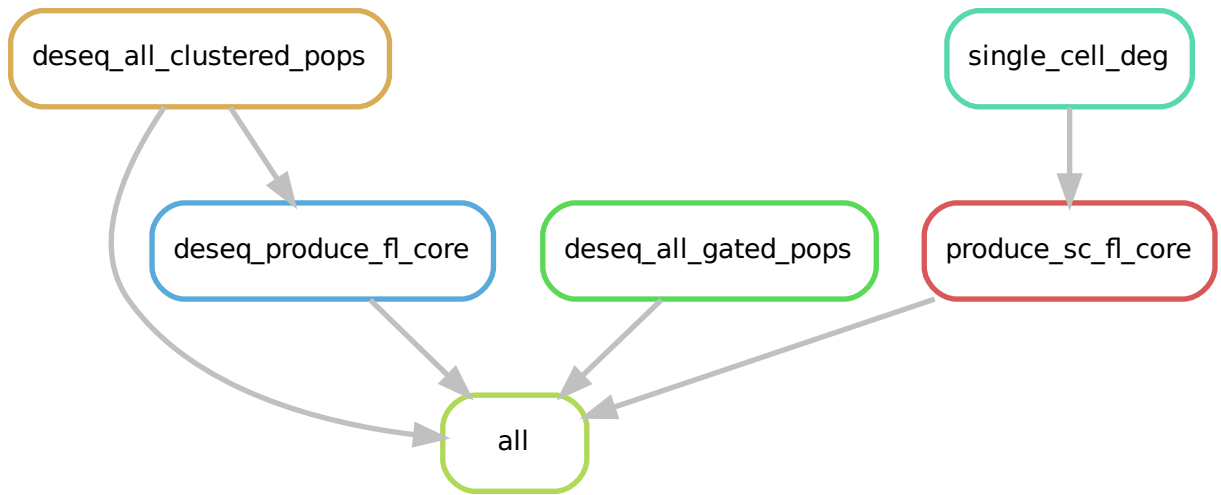 deseq_all_clustered_pops
single_cell_deg
deseq_produce_fl_core
deseq_all_gated_pops
produce_sc_fl_core
all